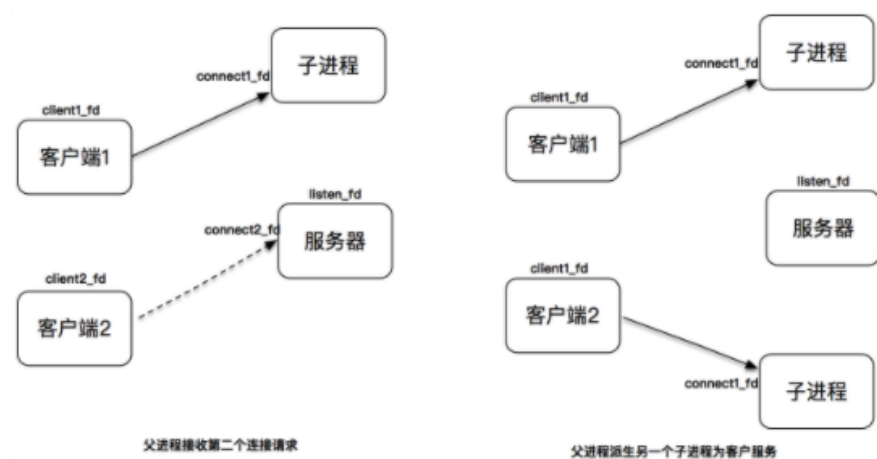 子进程
connect1_fd
client1_fd
客户端1
listen_fd
connect2_fd
服务器
client2_fd
客户端2
父进程接收第二个连接请求
子进程
connect1_fd
client1_fd
客户端1
listen_fd
服务器
client1_fd
客户端2
connect1_fd
子进程
父进程派生另一个子进程为客户服务